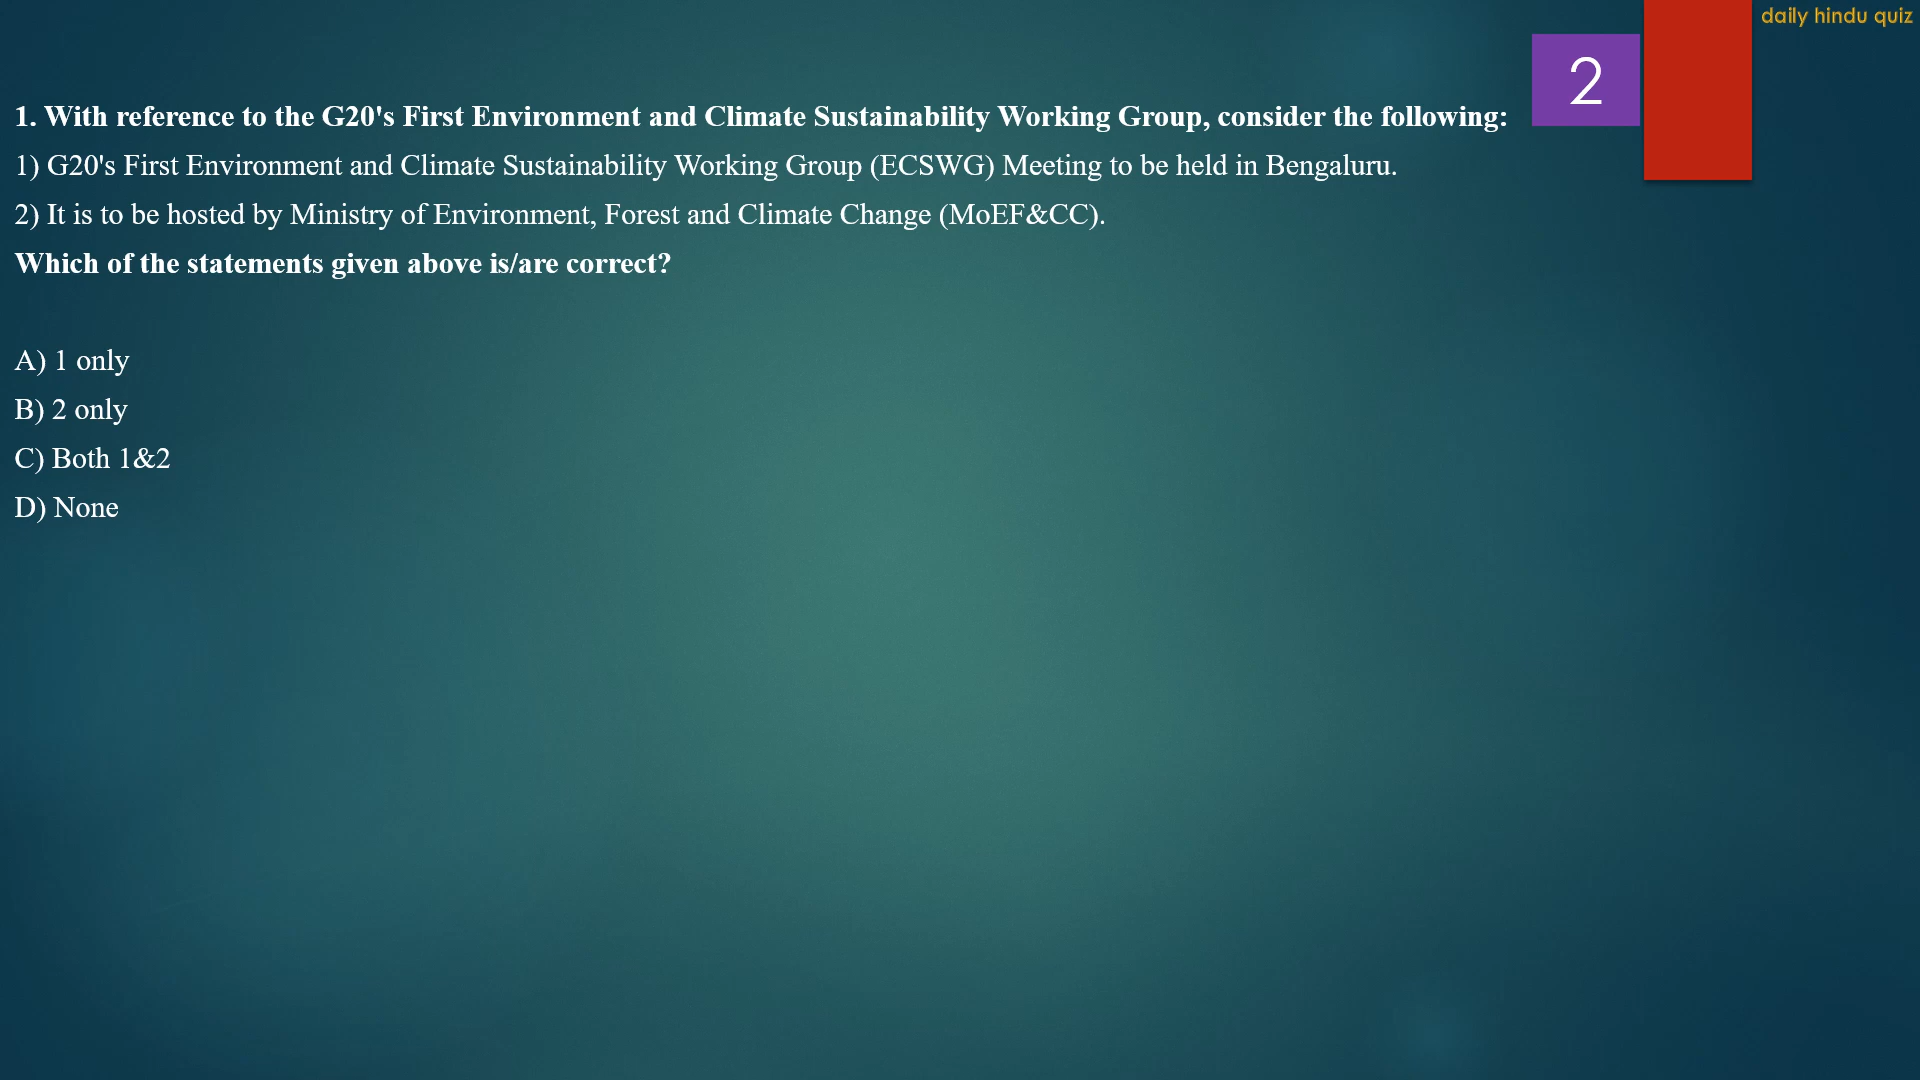 daily hindu quiz
2
1. With reference to the G20's First Environment and Climate Sustainability Working Group, consider the following:
1) G20's First Environment and Climate Sustainability Working Group (ECSWG) Meeting to be held in Bengaluru.
2) It is to be hosted by Ministry of Environment, Forest and Climate Change (MoEF&CC).
Which of the statements given above is/are correct?
A) 1 only
B) 2 only
C) Both 1&2
D) None